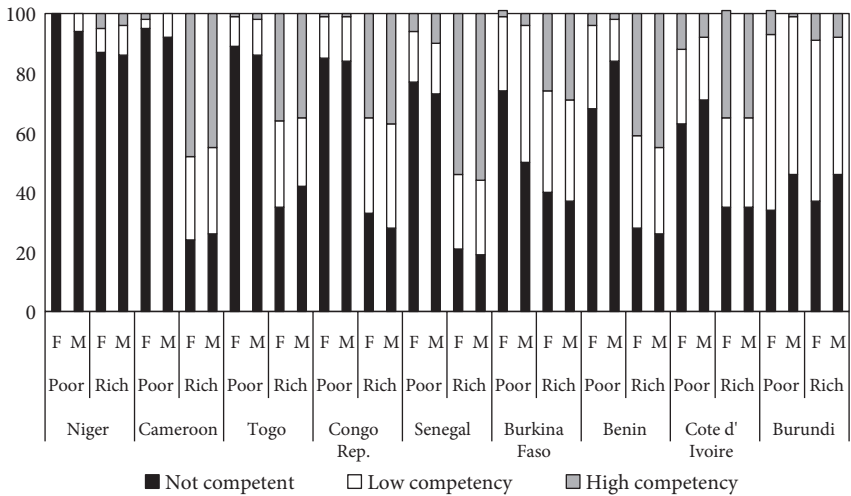 100
80
60
40
20
0
F M F M F M F M F M F M F M F M F M F M F M F M F M F M F M F M F M F M
Poor Rich Poor Rich Poor Rich Poor Rich Poor Rich Poor Rich Poor Rich Poor Rich Poor Rich
Niger Cameroon Togo Congo Senegal Burkina Benin Cote d' Burundi
Rep. Faso Ivoire
Not competent Low competency High competency